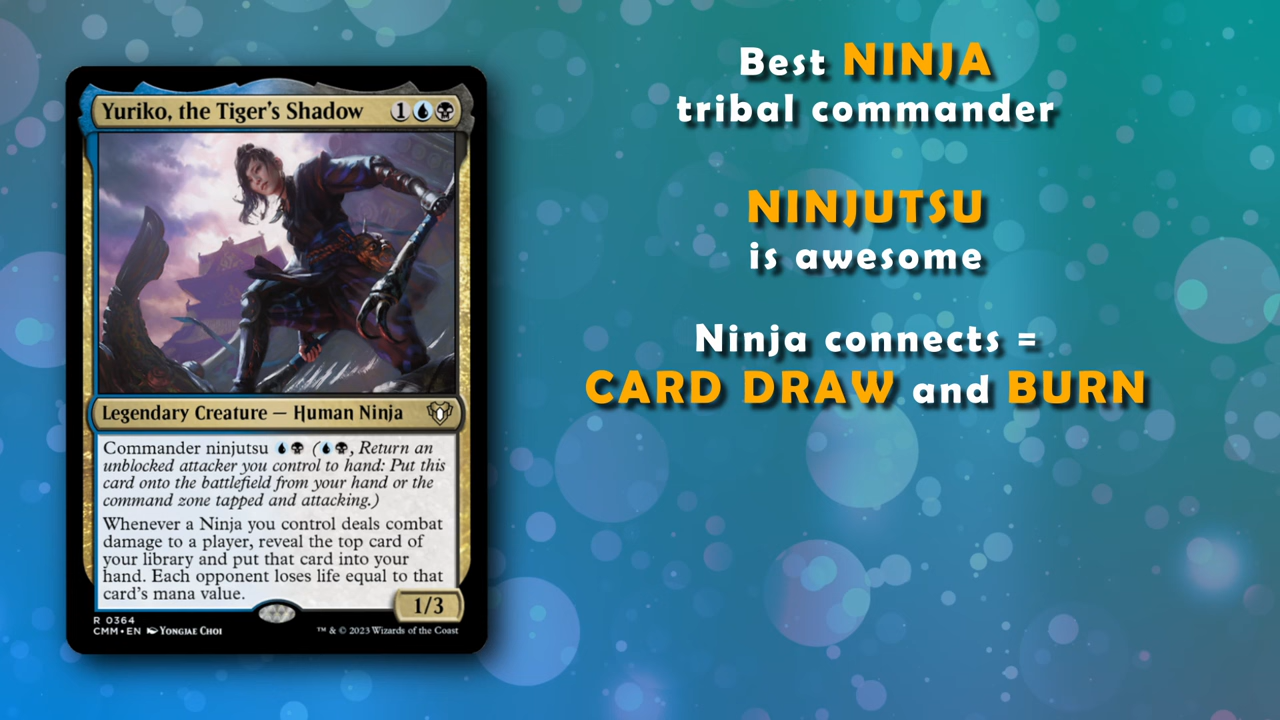 Yuriko, the Tiger's Shadow 1
Legendary Creature — Human Ninja
Commander ninjutsu (, Return an
unblocked attacker you control to hand: Put this
card onto the battlefield from your hand or the
command zone tapped and attacking.)
Whenever a Ninja you control deals combat
damage to a player, reveal the top card of
your library and put that card into your
hand. Each opponent loses life equal to that
card's mana value.
1/3
R 0364
CMM • EN Yongjae Choi
™ & © 2023 Wizards of the Coast
Best NINJA
tribal commander
NINJUTSU
is awesome
Ninja connects =
CARD DRAW and BURN